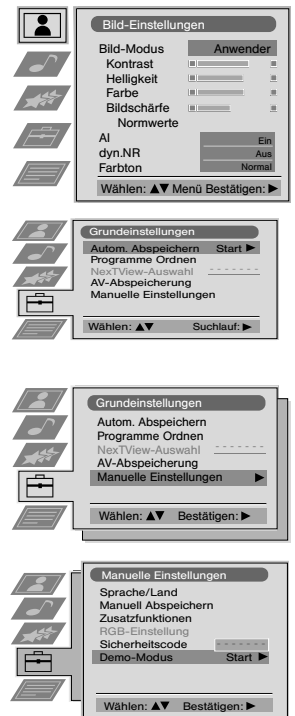 Bild-Einstellungen
Bild-Modus Anwender
Kontrast
Helligkeit
Farbe
Bildschärfe
Normwerte
AI Ein
dyn.NR Aus
Farbton Normal
Wählen: ▲▼ Menü Bestätigen: ▶
Grundeinstellungen
Autom. Abspeichern Start ▶
Programme Ordnen
NexTView-Auswahl - - - - - - -
AV-Abspeicherung
Manuelle Einstellungen
Wählen: ▲▼ Suchlauf: ▶
Grundeinstellungen
Autom. Abspeichern
Programme Ordnen
NexTView-Auswahl - - - - - - -
AV-Abspeicherung
Manuelle Einstellungen ▶
Wählen: ▲▼ Bestätigen: ▶
Manuelle Einstellungen
Sprache/Land
Manuell Abspeichern
Zusatzfunktionen
RGB-Einstellung
Sicherheitscode - - - - - - -
Demo-Modus Start ▶
Wählen: ▲▼ Bestätigen: ▶